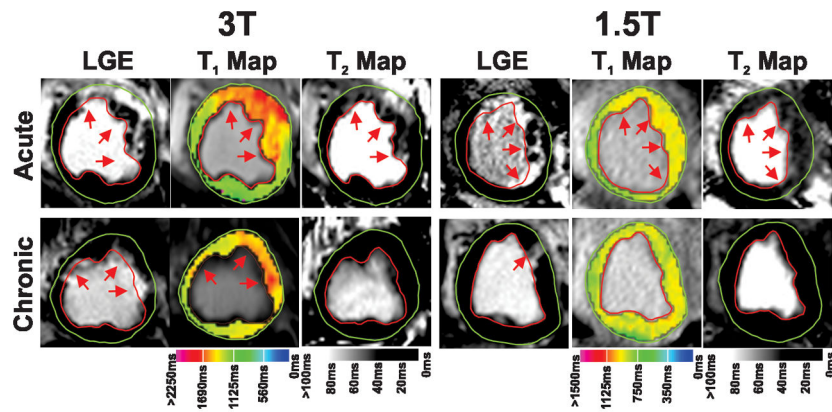 3T 1.5T
LGE T₁ Map T₂ Map LGE T₁ Map T₂ Map
Acute
Chronic
>2250ms 1690ms 1125ms 560ms 0ms >100ms 80ms 60ms 40ms 20ms 0ms >1500ms 1125ms 750ms 350ms 0ms >100ms 80ms 60ms 40ms 20ms 0ms